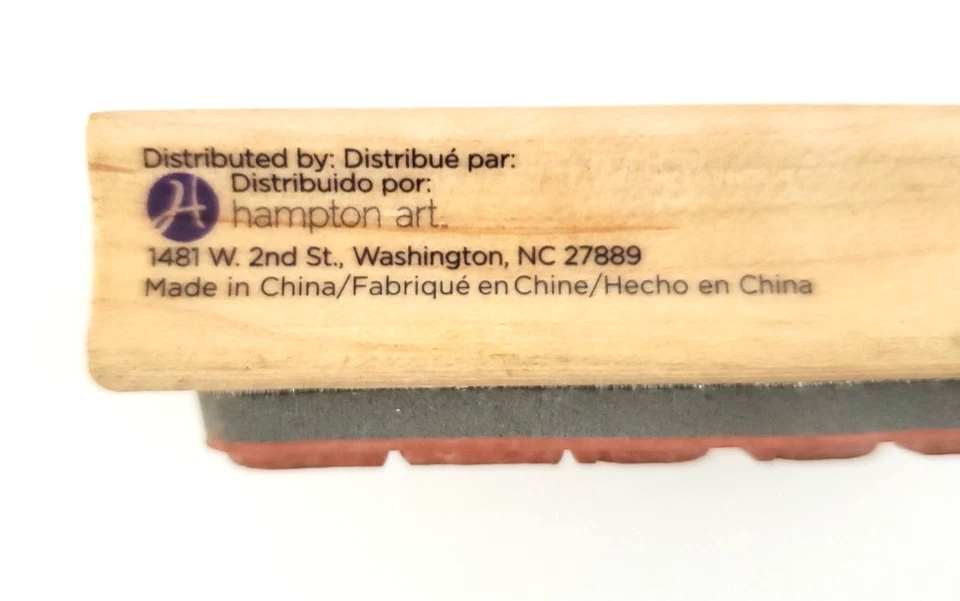 Distributed by: Distribué par:
Distribuido por:
hampton art.
1481 W. 2nd St., Washington, NC 27889
Made in China/Fabriqué en Chine/Hecho en China